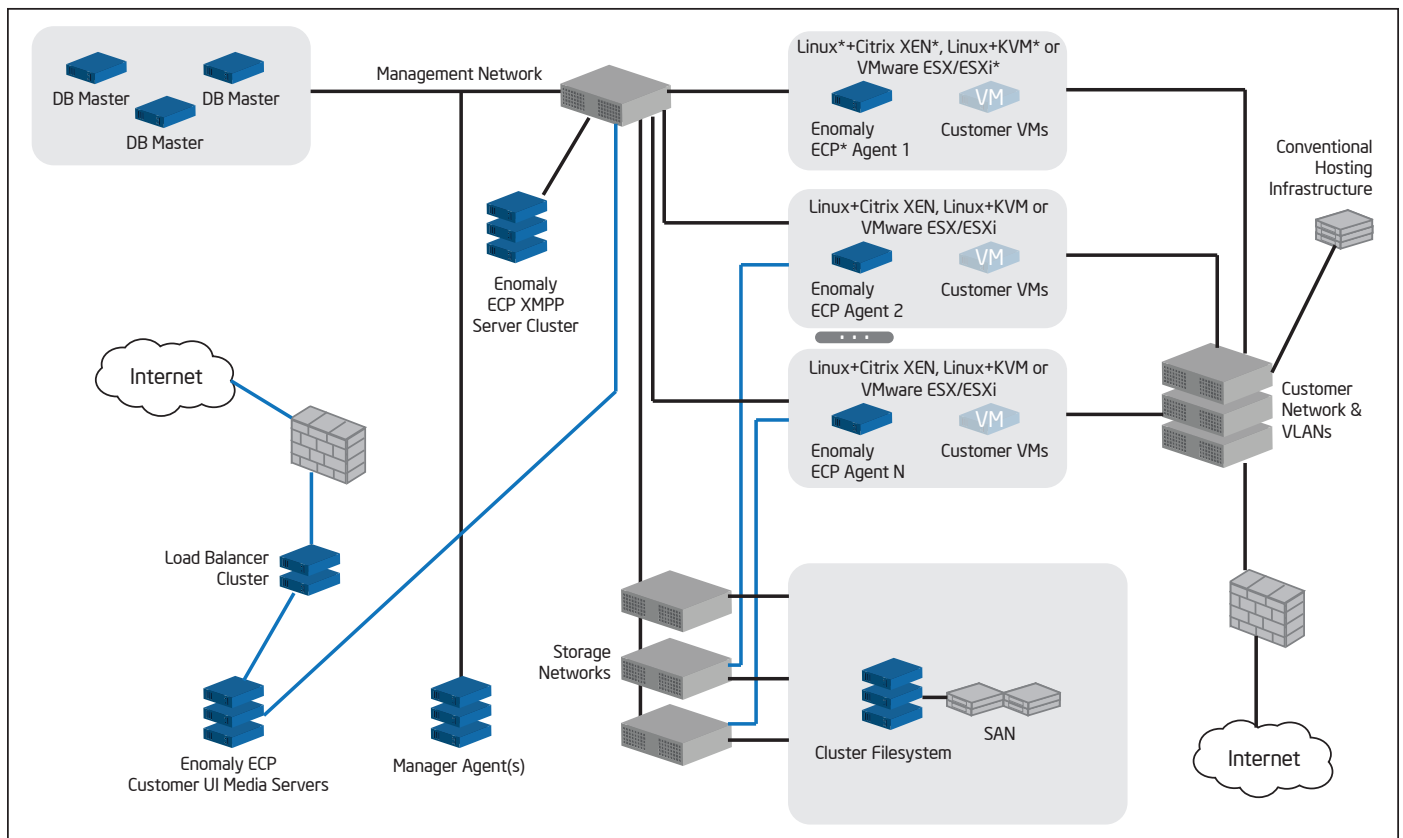 Management Network
DB Master
DB Master
DB Master
Linux*+Citrix XEN*, Linux+KVM* or
VMware ESX/ESXi*
VM
Enomaly
ECP* Agent 1
Customer VMs
Conventional
Hosting
Infrastructure
Enomaly
ECP XMPP
Server Cluster
Linux+Citrix XEN, Linux+KVM or
VMware ESX/ESXi
VM
Enomaly
ECP Agent 2
Customer VMs
Linux+Citrix XEN, Linux+KVM or
VMware ESX/ESXi
VM
Enomaly
ECP Agent N
Customer VMs
Customer
Network &
VLANs
Internet
Load Balancer
Cluster
Enomaly ECP
Customer UI Media Servers
Manager Agent(s)
Storage
Networks
Cluster Filesystem
SAN
Internet